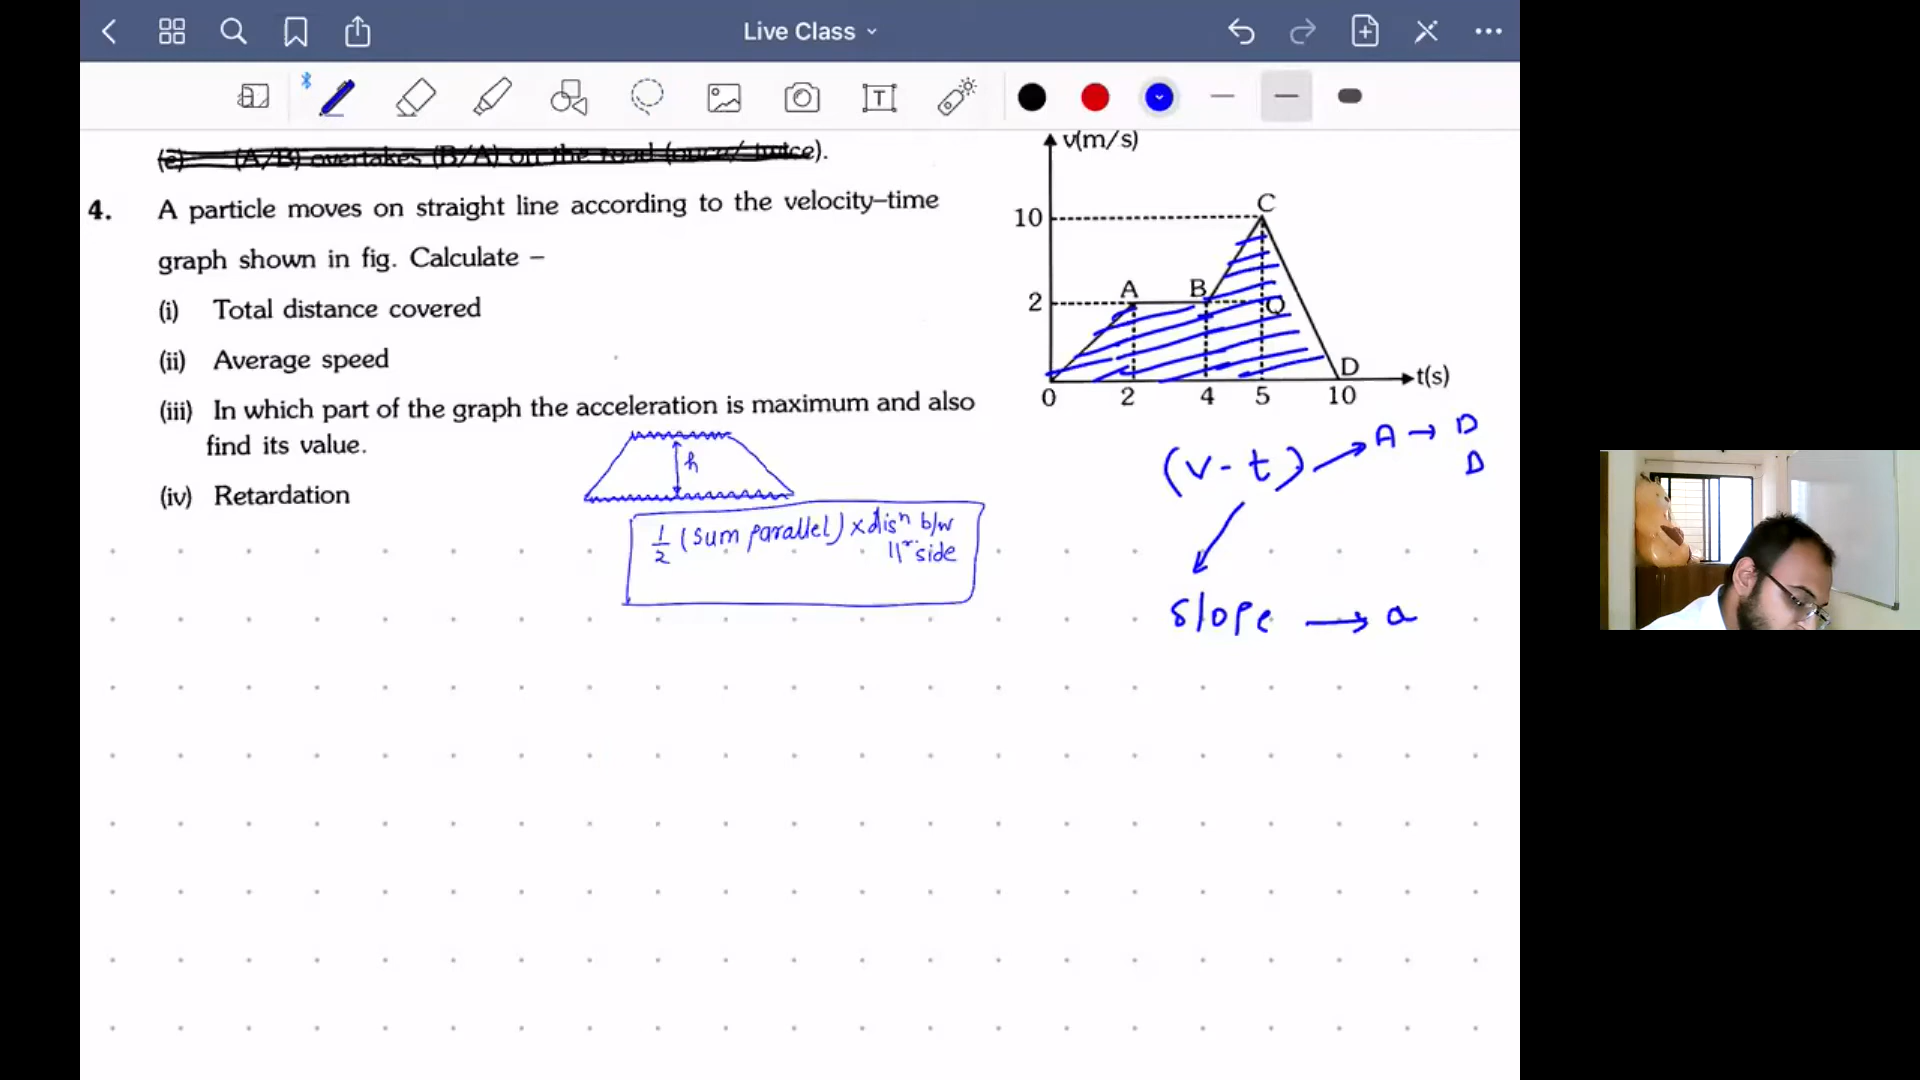 Live Class
(e) (A/B) overtakes (B/A) on the road (once/ twice).
4. A particle moves on straight line according to the velocity–time
graph shown in fig. Calculate –
(i) Total distance covered
(ii) Average speed
(iii) In which part of the graph the acceleration is maximum and also
find its value.
(iv) Retardation
h
1/2 (sum parallel) × disⁿ b/w
11ʳ side
v(m/s)
C
10
A
B
2
Q
D
t(s)
0 2 4 5 10
(v - t) → A → D
D
slope → a
T